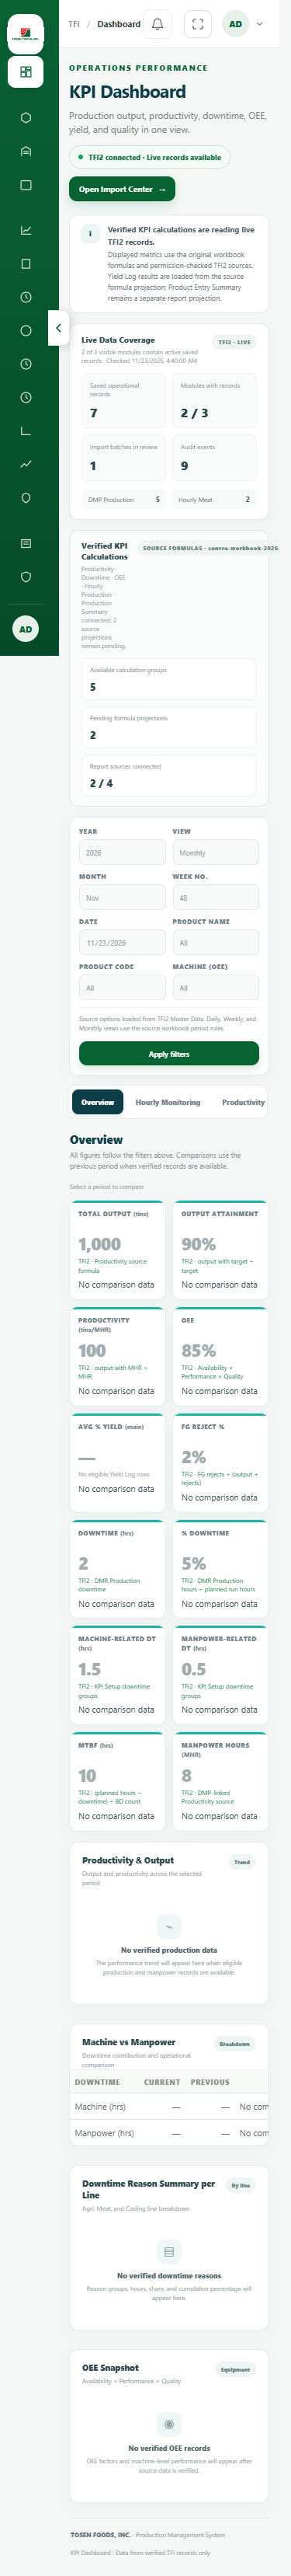 TFI / Dashboard
AD
OPERATIONS PERFORMANCE
KPI Dashboard
Production output, productivity, downtime, OEE,
yield, and quality in one view.
TFI2 connected · Live records available
Open Import Center →
Verified KPI calculations are reading live
TFI2 records.
Displayed metrics use the original workbook
formulas and permission-checked TFI2 sources.
Yield Log results are loaded from the source
calculation projection; Product Entry Summary
remains a separate report projection.
Live Data Coverage
TFI2 · LIVE
2 of 3 visible modules contain active saved
records · Checked 11/23/2026, 4:40:00 AM
Saved operational
records
7
Modules with records
2 / 3
Import batches in review
1
Audit events
9
DMP Production 5
Hourly Meat 2
Verified KPI
Calculations
SOURCE FORMULAS · source-workbook-2026-
Productivity ·
Downtime · OEE
· Hourly
Production ·
Production
Summary
connected; 2
source
projections
remain pending.
Available calculation groups
5
Pending formula projections
2
Report sources connected
2 / 4
AD
YEAR
2026
VIEW
Monthly
MONTH
Nov
WEEK NO.
48
DATE
11/23/2026
PRODUCT NAME
All
PRODUCT CODE
All
MACHINE (OEE)
All
Source options loaded from TFI2 Master Data. Daily, Weekly, and
Monthly views use the source workbook period rules.
Apply filters
Overview
Hourly Monitoring
Productivity
Overview
All figures follow the filters above. Comparisons use the
previous period when verified records are available.
Select a period to compare
TOTAL OUTPUT (tins)
1,000
TFI2 · Productivity source
formula
No comparison data
OUTPUT ATTAINMENT
90%
TFI2 · output with target ÷
target
No comparison data
PRODUCTIVITY
(tins/MHR)
100
TFI2 · output with MHR ÷
MHR
No comparison data
OEE
85%
TFI2 · Availability ×
Performance × Quality
No comparison data
AVG % YIELD (main)
—
No eligible Yield Log rows
No comparison data
FG REJECT %
2%
TFI2 · FG rejects ÷ (output +
rejects)
No comparison data
DOWNTIME (hrs)
2
TFI2 · DMR Production
downtime
No comparison data
% DOWNTIME
5%
TFI2 · DMR Production
hours ÷ planned run hours
No comparison data
MACHINE-RELATED DT
(hrs)
1.5
TFI2 · KPI Setup downtime
groups
No comparison data
MANPOWER-RELATED
DT (hrs)
0.5
TFI2 · KPI Setup downtime
groups
No comparison data
MTBF (hrs)
10
TFI2 · (planned hours −
downtime) ÷ BD count
No comparison data
MANPOWER HOURS
(MHR)
8
TFI2 · DMP-linked
Productivity source
No comparison data
Productivity & Output
Trend
Output and productivity across the selected
period
No verified production data
The performance trend will appear here when eligible
production and manpower records are available.
Machine vs Manpower
Breakdown
Downtime contribution and operational
comparison
DOWNTIME CURRENT PREVIOUS
Machine (hrs) — — No com
Manpower (hrs) — — No com
Downtime Reason Summary per
Line
By line
Agri, Meat, and Coding line breakdown
No verified downtime reasons
Reason groups, hours, share, and cumulative percentage will
appear here.
OEE Snapshot
Equipment
Availability × Performance × Quality
No verified OEE records
OEE factors and machine-level performance will appear after
source data is verified.
TOSEN FOODS, INC. · Production Management System
KPI Dashboard · Data from verified TFI records only